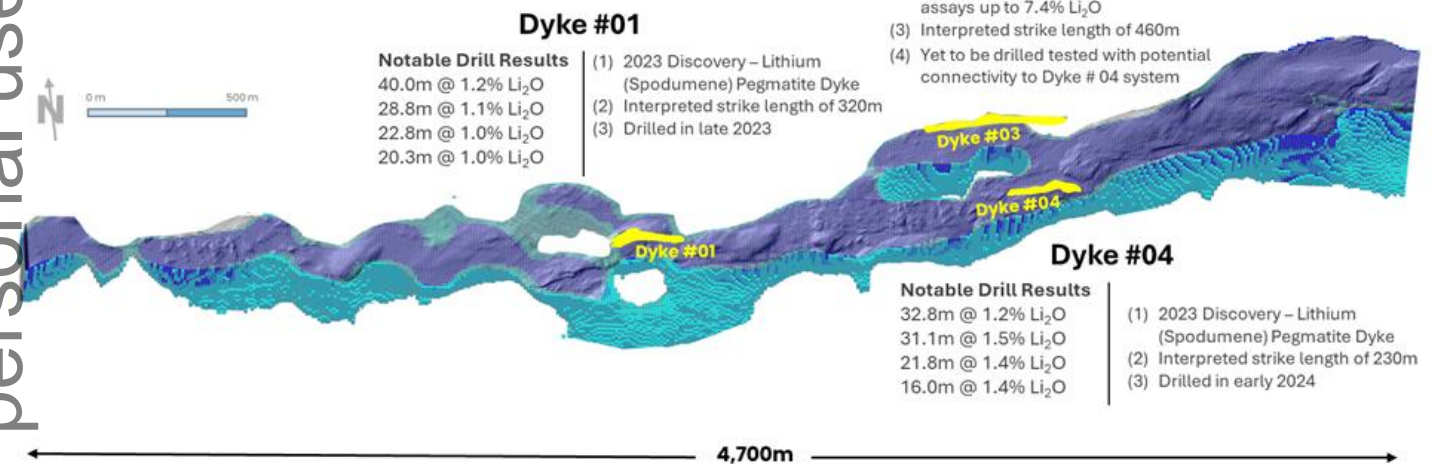 personal use
Dyke #01
Notable Drill Results
40.0m @ 1.2% Li₂O
28.8m @ 1.1% Li₂O
22.8m @ 1.0% Li₂O
20.3m @ 1.0% Li₂O
(1) 2023 Discovery – Lithium
(Spodumene) Pegmatite Dyke
(2) Interpreted strike length of 320m
(3) Drilled in late 2023
assays up to 7.4% Li₂O
(3) Interpreted strike length of 460m
(4) Yet to be drilled tested with potential
connectivity to Dyke # 04 system
N
0 m 500 m
Dyke #03
Dyke #04
Dyke #01
Dyke #04
Notable Drill Results
32.8m @ 1.2% Li₂O
31.1m @ 1.5% Li₂O
21.8m @ 1.4% Li₂O
16.0m @ 1.4% Li₂O
(1) 2023 Discovery – Lithium
(Spodumene) Pegmatite Dyke
(2) Interpreted strike length of 230m
(3) Drilled in early 2024
4,700m